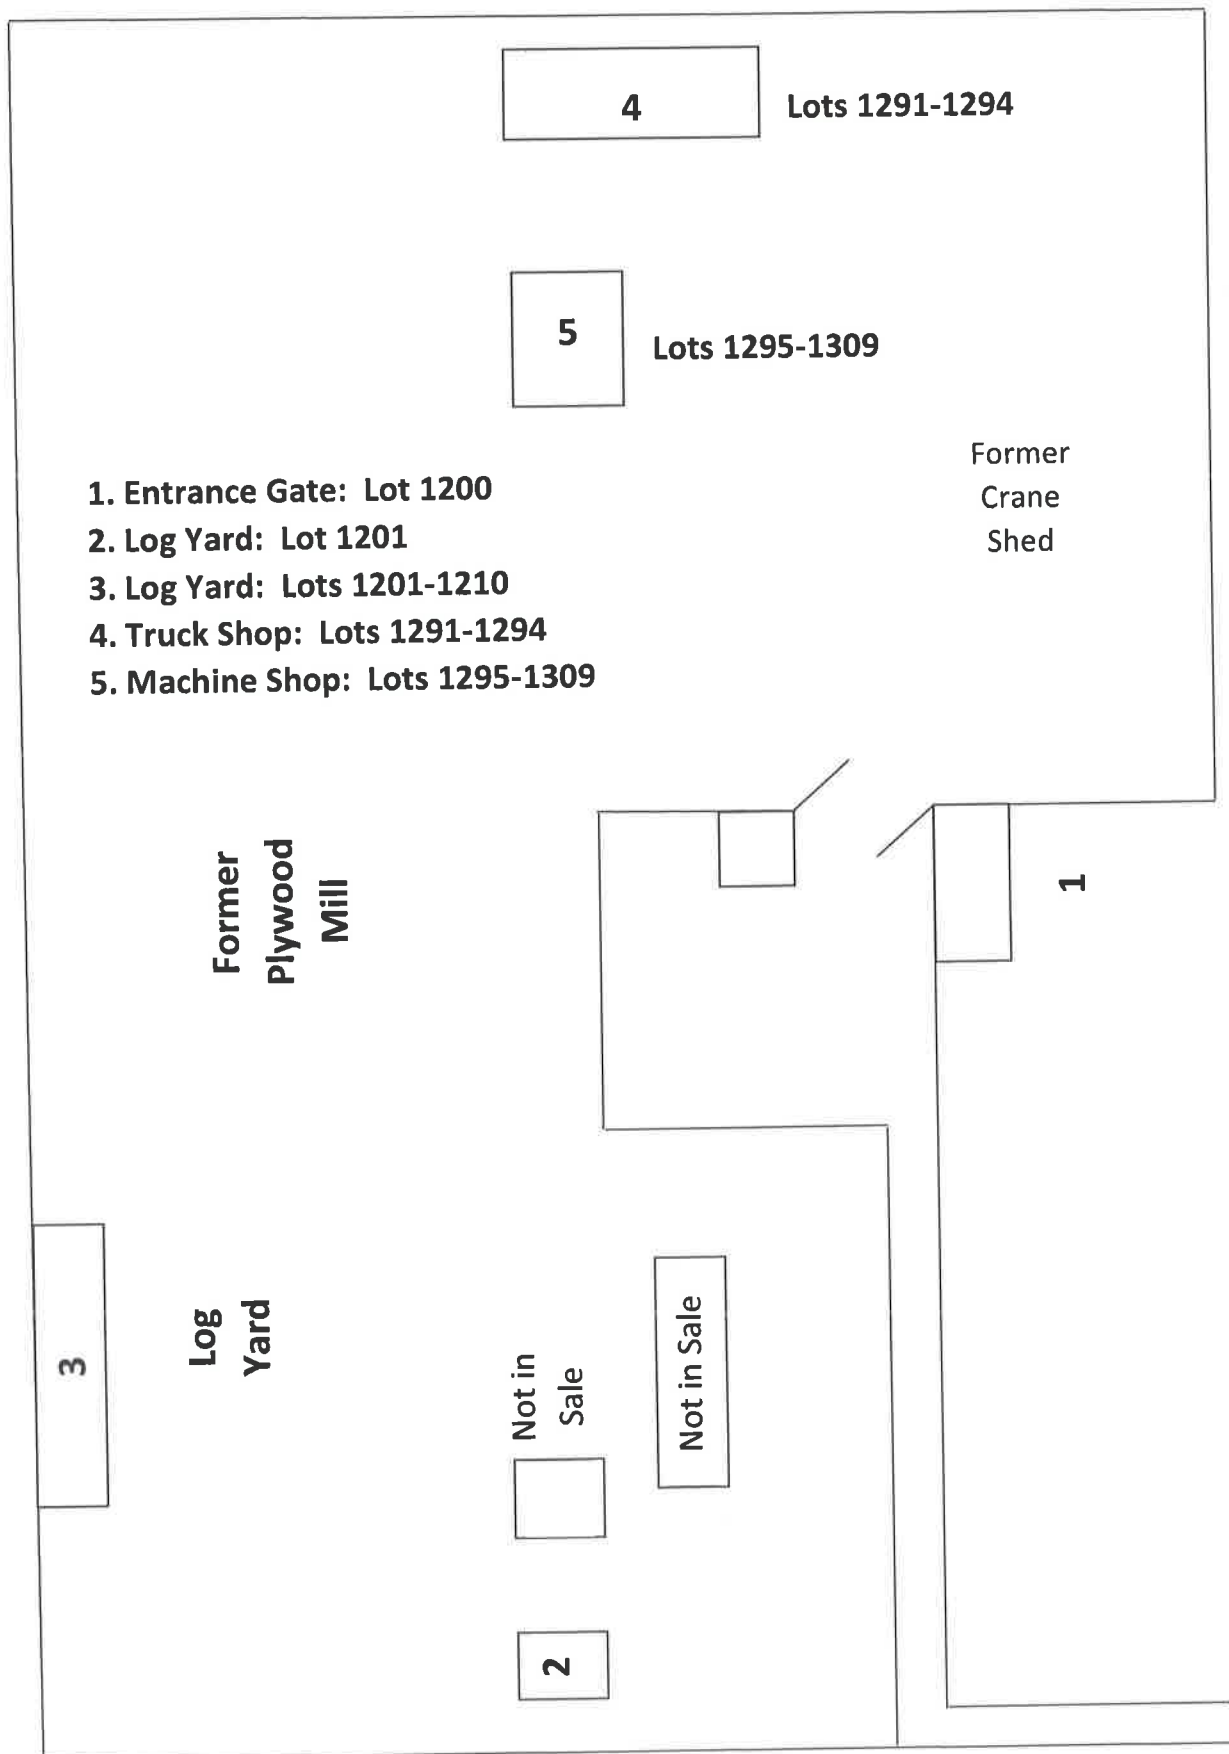 4
Lots 1291-1294
5
Lots 1295-1309
Former
Crane
Shed
1. Entrance Gate: Lot 1200
2. Log Yard: Lot 1201
3. Log Yard: Lots 1201-1210
4. Truck Shop: Lots 1291-1294
5. Machine Shop: Lots 1295-1309
Former
Plywood
Mill
1
3
Log
Yard
Not in
Sale
Not in Sale
2